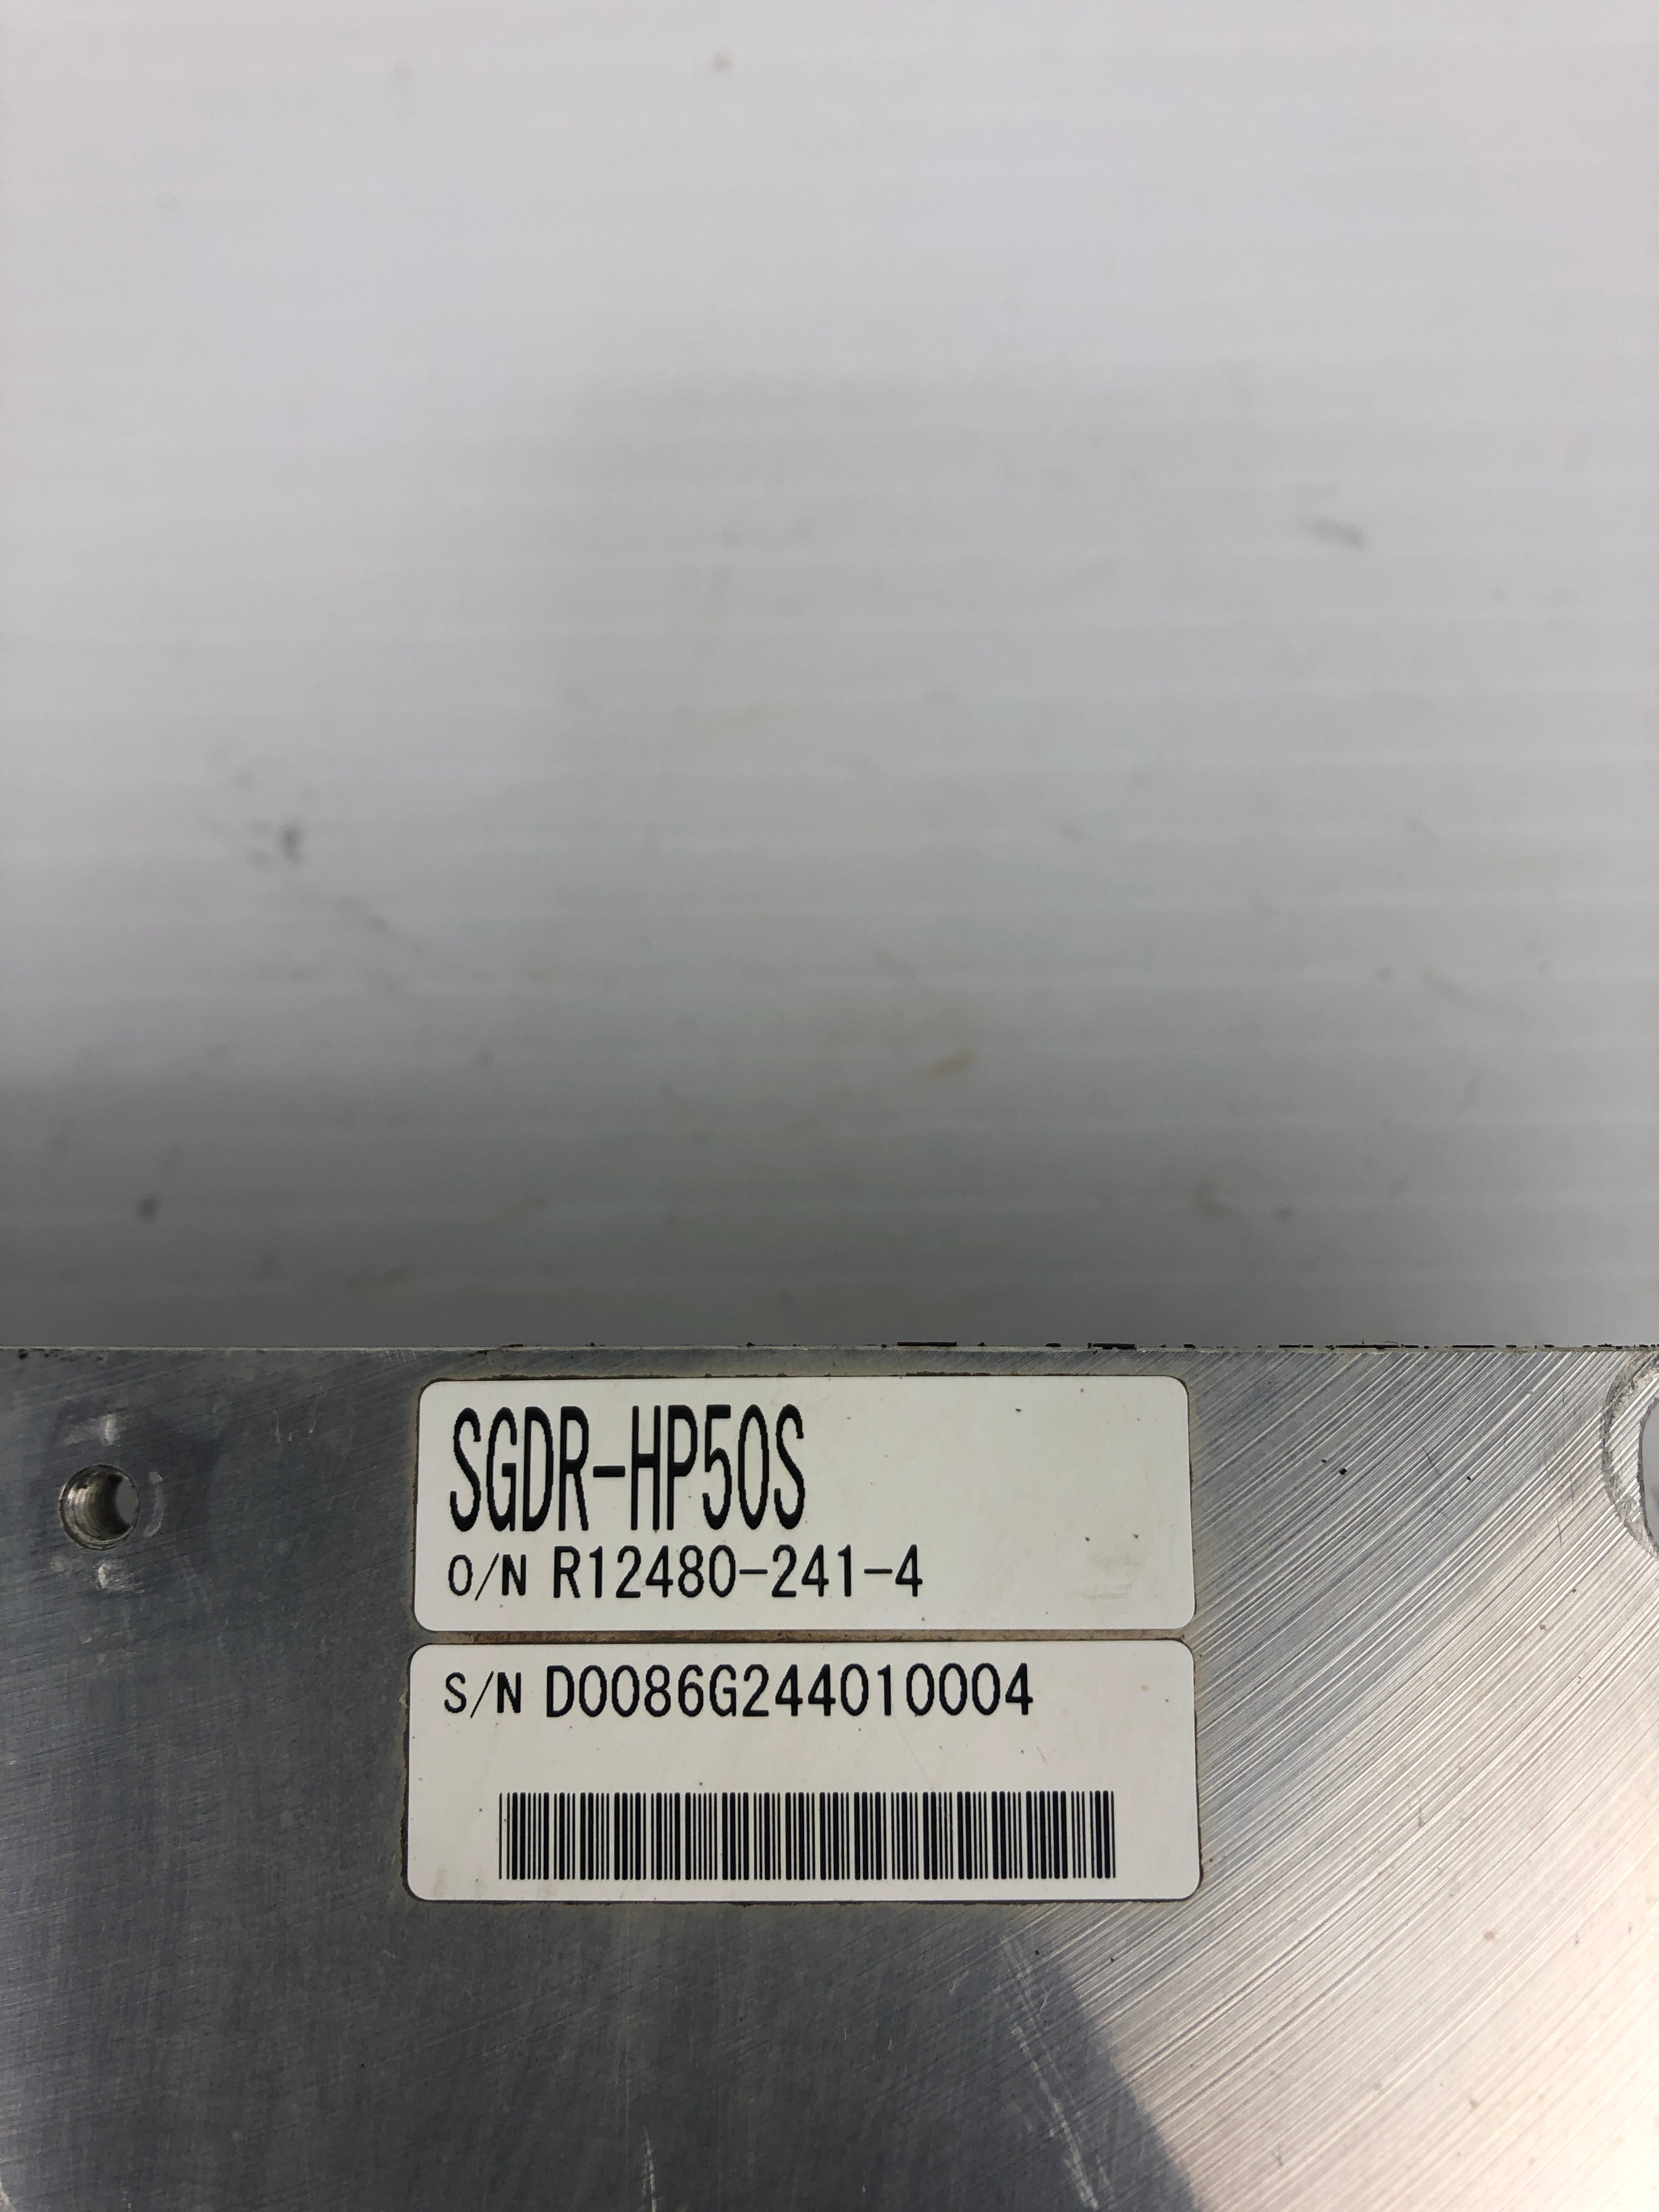 SGDR-HP50S
O/N R12480-241-4
S/N D0086G244010004